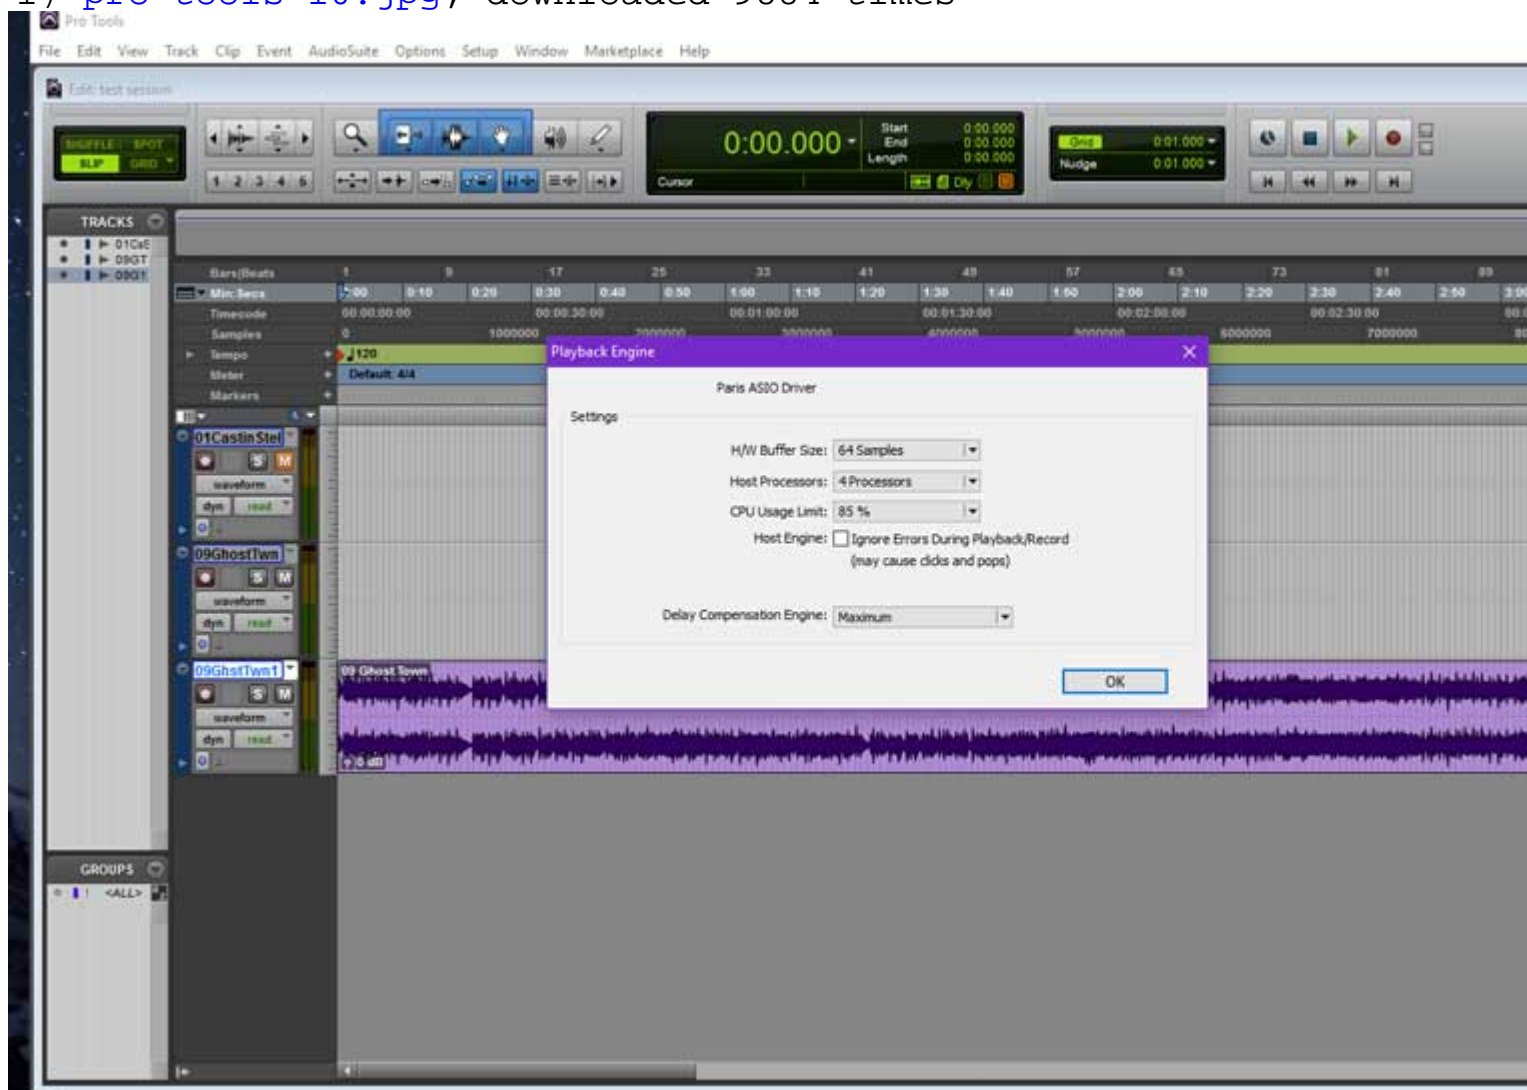 Pro Tools
File Edit View Track Clip Event AudioSuite Options Setup Window Marketplace Help
Edit: test session
SHUFFLE SPOT
SLIP GRID
1 2 3 4 5
0:00.000
Start 0:00.000
End 0:00.000
Length 0:00.000
Cursor
Dly
Grid 0:01.000
Nudge 0:01.000
TRACKS
01CaS
09GT
09G1
Bars|Beats 1 9 17 25 33 41 49 57 65 73 81 89
Min:Secs 0:00 0:10 0:20 0:30 0:40 0:50 1:00 1:10 1:20 1:30 1:40 1:50 2:00 2:10 2:20 2:30 2:40 2:50 3:00
Timecode 00:00:00:00 00:00:30:00 00:01:00:00 00:01:30:00 00:02:00:00 00:02:30:00
Samples 0 1000000 2000000 3000000 4000000 5000000 6000000 7000000
Tempo 120
Meter Default: 4/4
Markers
Playback Engine
Paris ASIO Driver
Settings
H/W Buffer Size: 64 Samples
Host Processors: 4 Processors
CPU Usage Limit: 85 %
Host Engine: Ignore Errors During Playback/Record
(may cause clicks and pops)
Delay Compensation Engine: Maximum
OK
01CastinStel
S M
waveform
dyn read
09GhostTwn
S M
waveform
dyn read
09GhstTwn1
S M
waveform
dyn read
09 Ghost Town
0 dB
GROUPS
! <ALL>